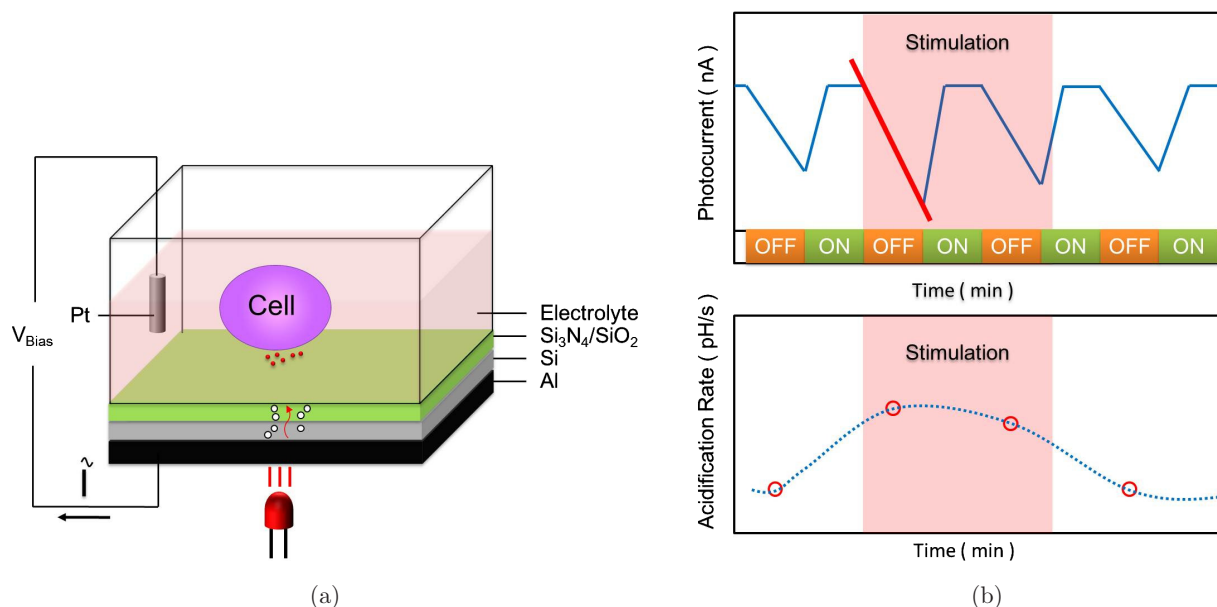 Pt
V_Bias
Cell
Electrolyte
Si₃N₄/SiO₂
Si
Al
ĩ
(a)
Photocurrent ( nA )
Stimulation
OFF ON OFF ON OFF ON OFF ON
Time ( min )
Acidification Rate ( pH/s )
Stimulation
Time ( min )
(b)